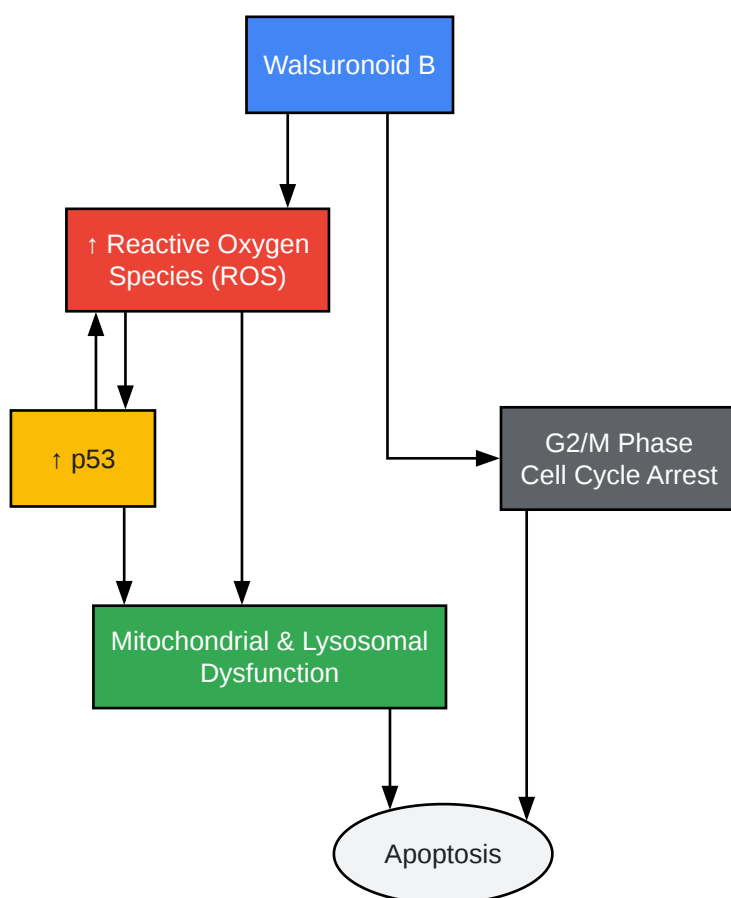 Walsuronoid B
↑ Reactive Oxygen
Species (ROS)
↑ p53
G2/M Phase
Cell Cycle Arrest
Mitochondrial & Lysosomal
Dysfunction
Apoptosis